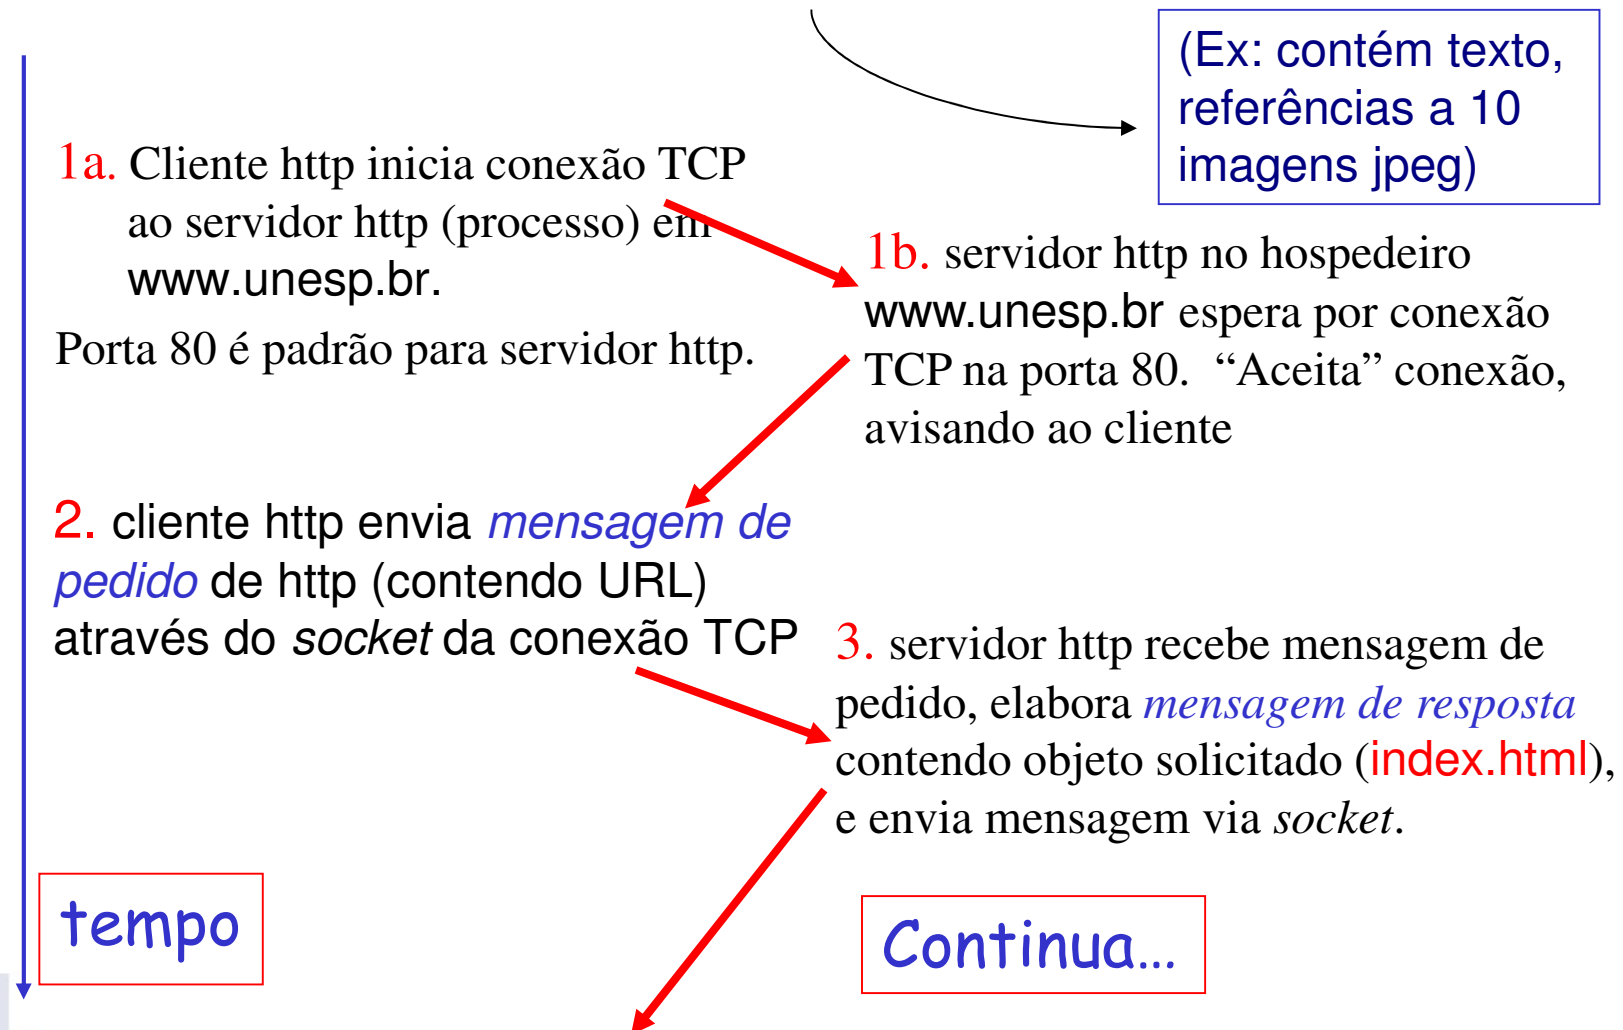 (Ex: contém texto,
referências a 10
imagens jpeg)
1a. Cliente http inicia conexão TCP
ao servidor http (processo) em
www.unesp.br.
Porta 80 é padrão para servidor http.
1b. servidor http no hospedeiro
www.unesp.br espera por conexão
TCP na porta 80. “Aceita” conexão,
avisando ao cliente
2. cliente http envia mensagem de
pedido de http (contendo URL)
através do socket da conexão TCP
3. servidor http recebe mensagem de
pedido, elabora mensagem de resposta
contendo objeto solicitado (index.html),
e envia mensagem via socket.
tempo
Continua...